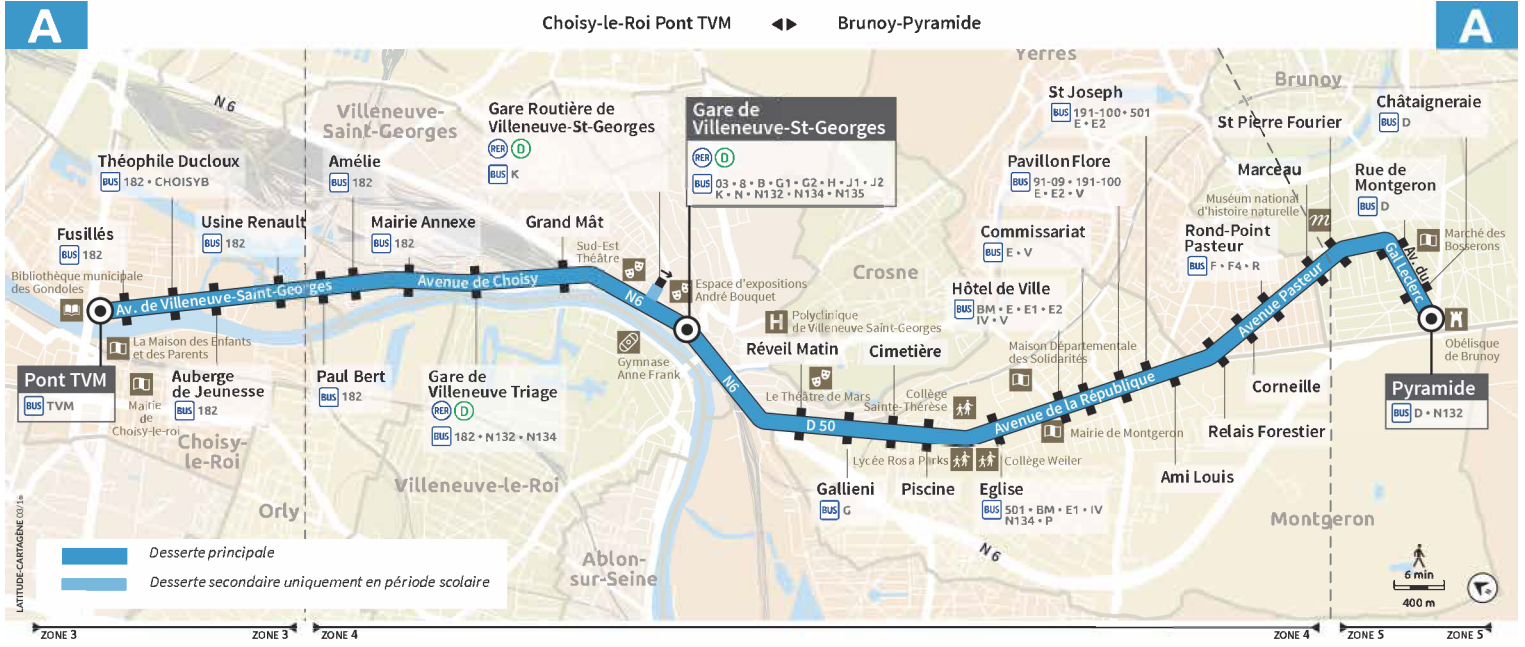 A
Choisy-le-Roi Pont TVM ◄► Brunoy-Pyramide
A
N 6
Villeneuve-
Saint-Georges
Yerres
Brunoy
Crosne
Choisy-
le-Roi
Orly
Villeneuve-le-Roi
Ablon-
sur-Seine
Montgeron
N 6
Théophile Ducloux
BUS 182 • CHOISYB
Amélie
BUS 182
Gare Routière de
Villeneuve-St-Georges
RER D
BUS K
Gare de
Villeneuve-St-Georges
RER D
BUS 03 • 8 • B • G1 • G2 • H • J1 • J2
K • N • N132 • N134 • N135
St Joseph
BUS 191-100 • 501
E • E2
St Pierre Fourier
Châtaigneraie
BUS D
Pavillon Flore
BUS 91-09 • 191-100
E • E2 • V
Marceau
Muséum national
d'histoire naturelle
m
Rue de
Montgeron
BUS D
Fusillés
BUS 182
Usine Renault
BUS 182
Mairie Annexe
BUS 182
Grand Mât
Sud-Est
Théâtre
Commissariat
BUS E • V
Rond-Point
Pasteur
BUS F • F4 • R
Marché des
Bosserons
Bibliothèque municipale
des Gondoles
Espace d'expositions
André Bouquet
Hôtel de Ville
BUS BM • E • E1 • E2
IV • V
Av. de Villeneuve-Saint-Georges
Avenue de Choisy
N6
N6
D 50
Avenue de la République
Avenue Pasteur
Av. du
Gal Leclerc
La Maison des Enfants
et des Parents
H
Polyclinique
de Villeneuve Saint-Georges
Réveil Matin
Cimetière
Maison Départementale
des Solidarités
Obélisque
de Brunoy
Gymnase
Anne Frank
Pont TVM
BUS TVM
Mairie
de
Choisy-le-roi
Auberge
de Jeunesse
BUS 182
Paul Bert
BUS 182
Gare de
Villeneuve Triage
RER D
BUS 182 • N132 • N134
Le Théâtre de Mars
Collège
Sainte-Thérèse
Corneille
Pyramide
BUS D • N132
Mairie de Montgeron
Relais Forestier
Lycée Rosa Parks
Collège Weiler
Ami Louis
Gallieni
BUS G
Piscine
Eglise
BUS 501 • BM • E1 • IV
N134 • P
Desserte principale
Desserte secondaire uniquement en période scolaire
6 min
400 m
ZONE 3
ZONE 3
ZONE 4
ZONE 4
ZONE 5
ZONE 5